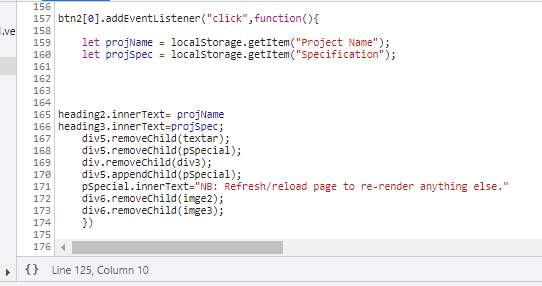 156
157 btn2[0].addEventListener("click",function(){
158
159 let projName = localStorage.getItem("Project Name");
160 let projSpec = localStorage.getItem("Specification");
161
162
163
164
165 heading2.innerText= projName
166 heading3.innerText=projSpec;
167 div5.removeChild(textar);
168 div5.removeChild(pSpecial);
169 div.removeChild(div3);
170 div5.appendChild(pSpecial);
171 pSpecial.innerText="NB: Refresh/reload page to re-render anything else."
172 div6.removeChild(imge2);
173 div6.removeChild(imge3);
174 })
175
176
{} Line 125, Column 10